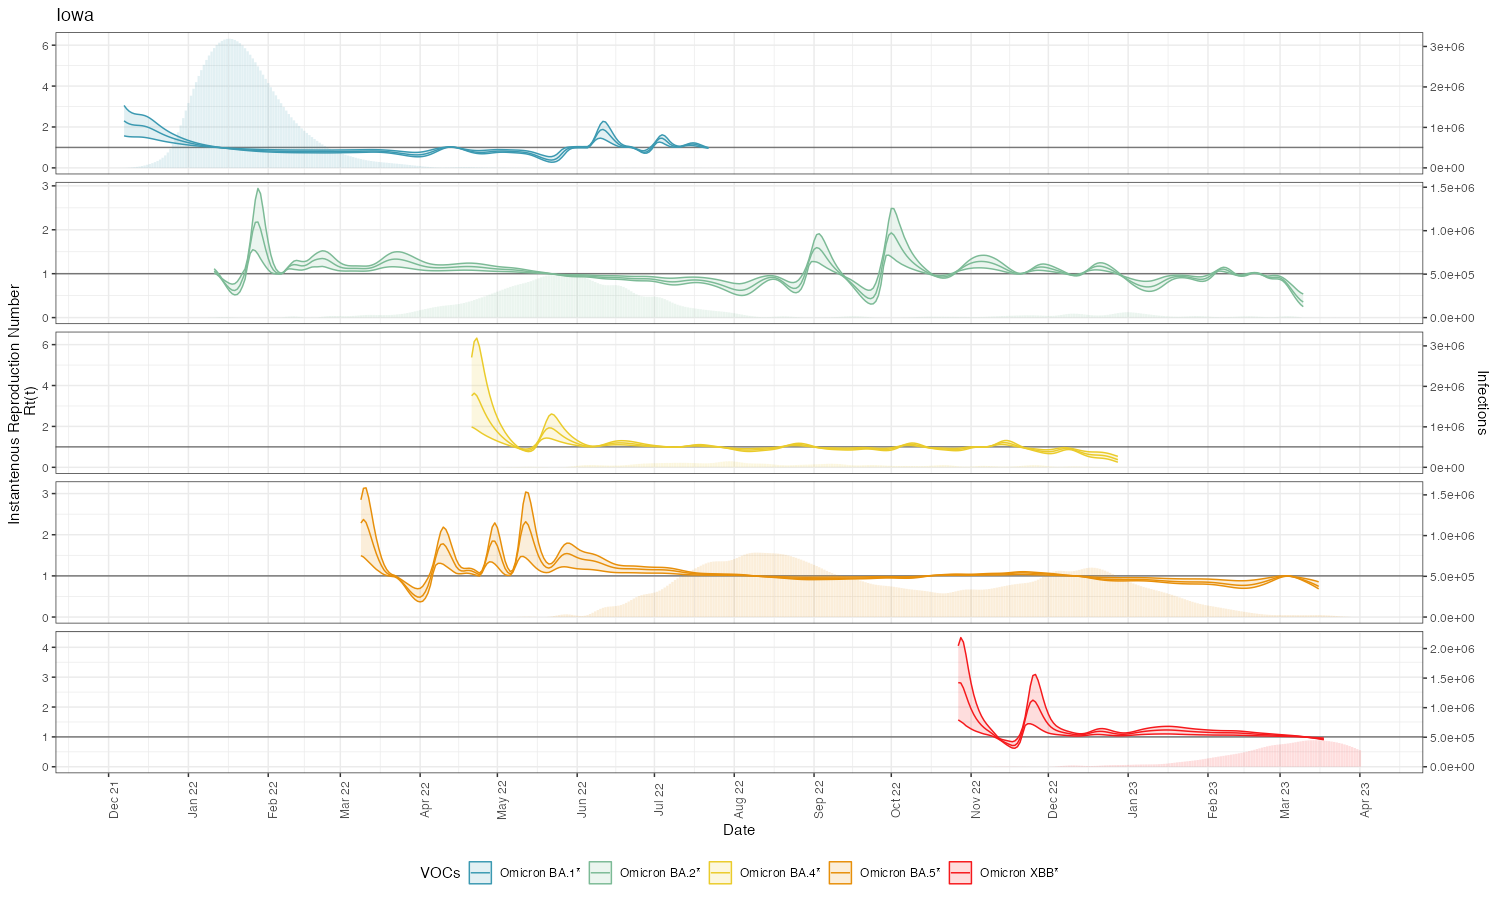 Iowa
6
4
2
0
3e+06
2e+06
1e+06
0e+00
3
2
1
0
1.5e+06
1.0e+06
5.0e+05
0.0e+00
6
4
2
0
3e+06
2e+06
1e+06
0e+00
3
2
1
0
1.5e+06
1.0e+06
5.0e+05
0.0e+00
4
3
2
1
0
2.0e+06
1.5e+06
1.0e+06
5.0e+05
0.0e+00
Instantenous Reproduction Number
Rt(t)
Infections
Dec 21
Jan 22
Feb 22
Mar 22
Apr 22
May 22
Jun 22
Jul 22
Aug 22
Sep 22
Oct 22
Nov 22
Dec 22
Jan 23
Feb 23
Mar 23
Apr 23
Date
VOCs Omicron BA.1* Omicron BA.2* Omicron BA.4* Omicron BA.5* Omicron XBB*